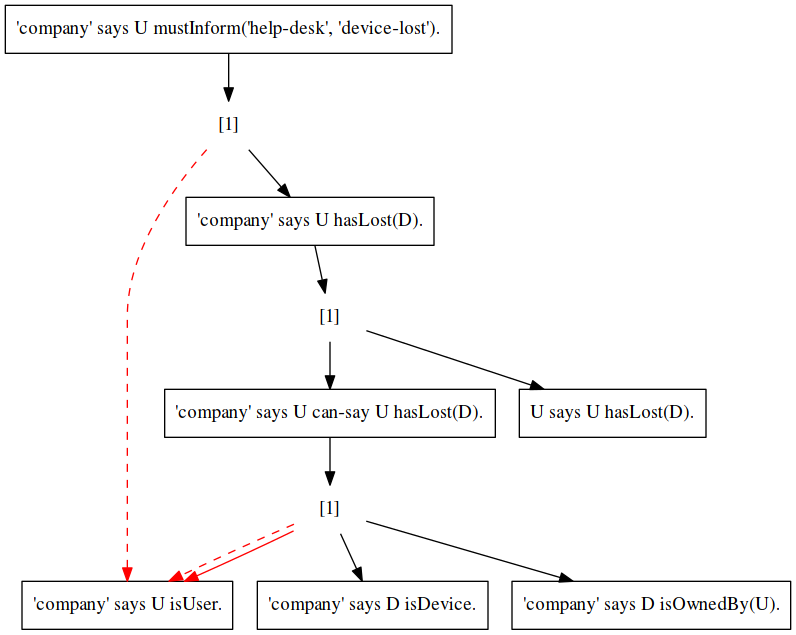 'company' says U mustInform('help-desk', 'device-lost').
[1]
'company' says U hasLost(D).
[1]
'company' says U can-say U hasLost(D).
U says U hasLost(D).
[1]
'company' says U isUser.
'company' says D isDevice.
'company' says D isOwnedBy(U).